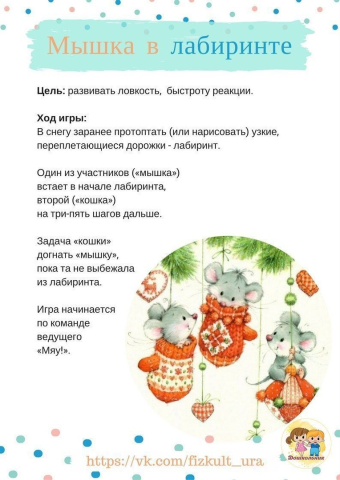 Мышка в лабиринте
Цель: развивать ловкость, быстроту реакции.
Ход игры:
В снегу заранее протоптать (или нарисовать) узкие,
переплетающиеся дорожки - лабиринт.
Один из участников («мышка»)
встает в начале лабиринта,
второй («кошка»)
на три-пять шагов дальше.
Задача «кошки»
догнать «мышку»,
пока та не выбежала
из лабиринта.
Игра начинается
по команде
ведущего
«Мяу!».
https://vk.com/fizkult_ura